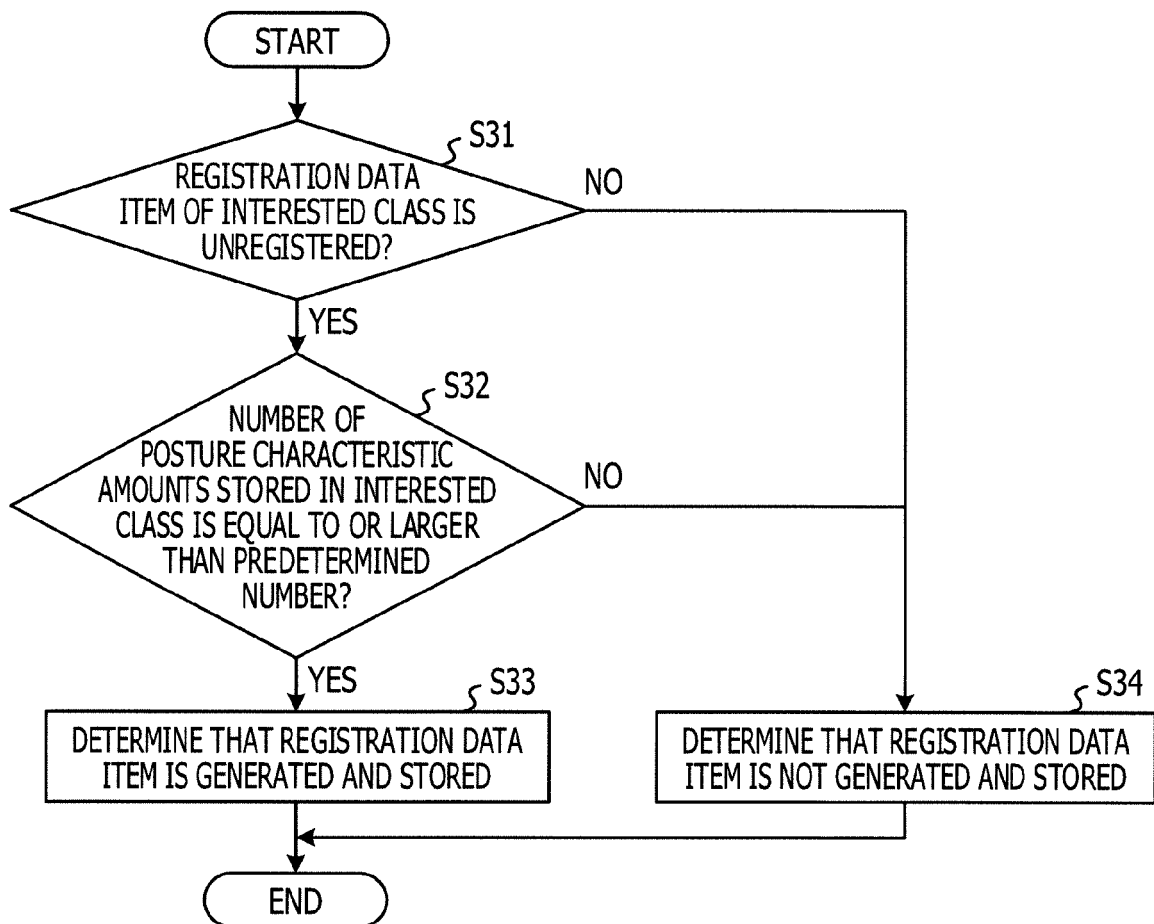 START
S31
REGISTRATION DATA
ITEM OF INTERESTED CLASS IS
UNREGISTERED?
NO
YES
S32
NUMBER OF
POSTURE CHARACTERISTIC
AMOUNTS STORED IN INTERESTED
CLASS IS EQUAL TO OR LARGER
THAN PREDETERMINED
NUMBER?
NO
YES
S33
DETERMINE THAT REGISTRATION DATA
ITEM IS GENERATED AND STORED
S34
DETERMINE THAT REGISTRATION DATA
ITEM IS NOT GENERATED AND STORED
END